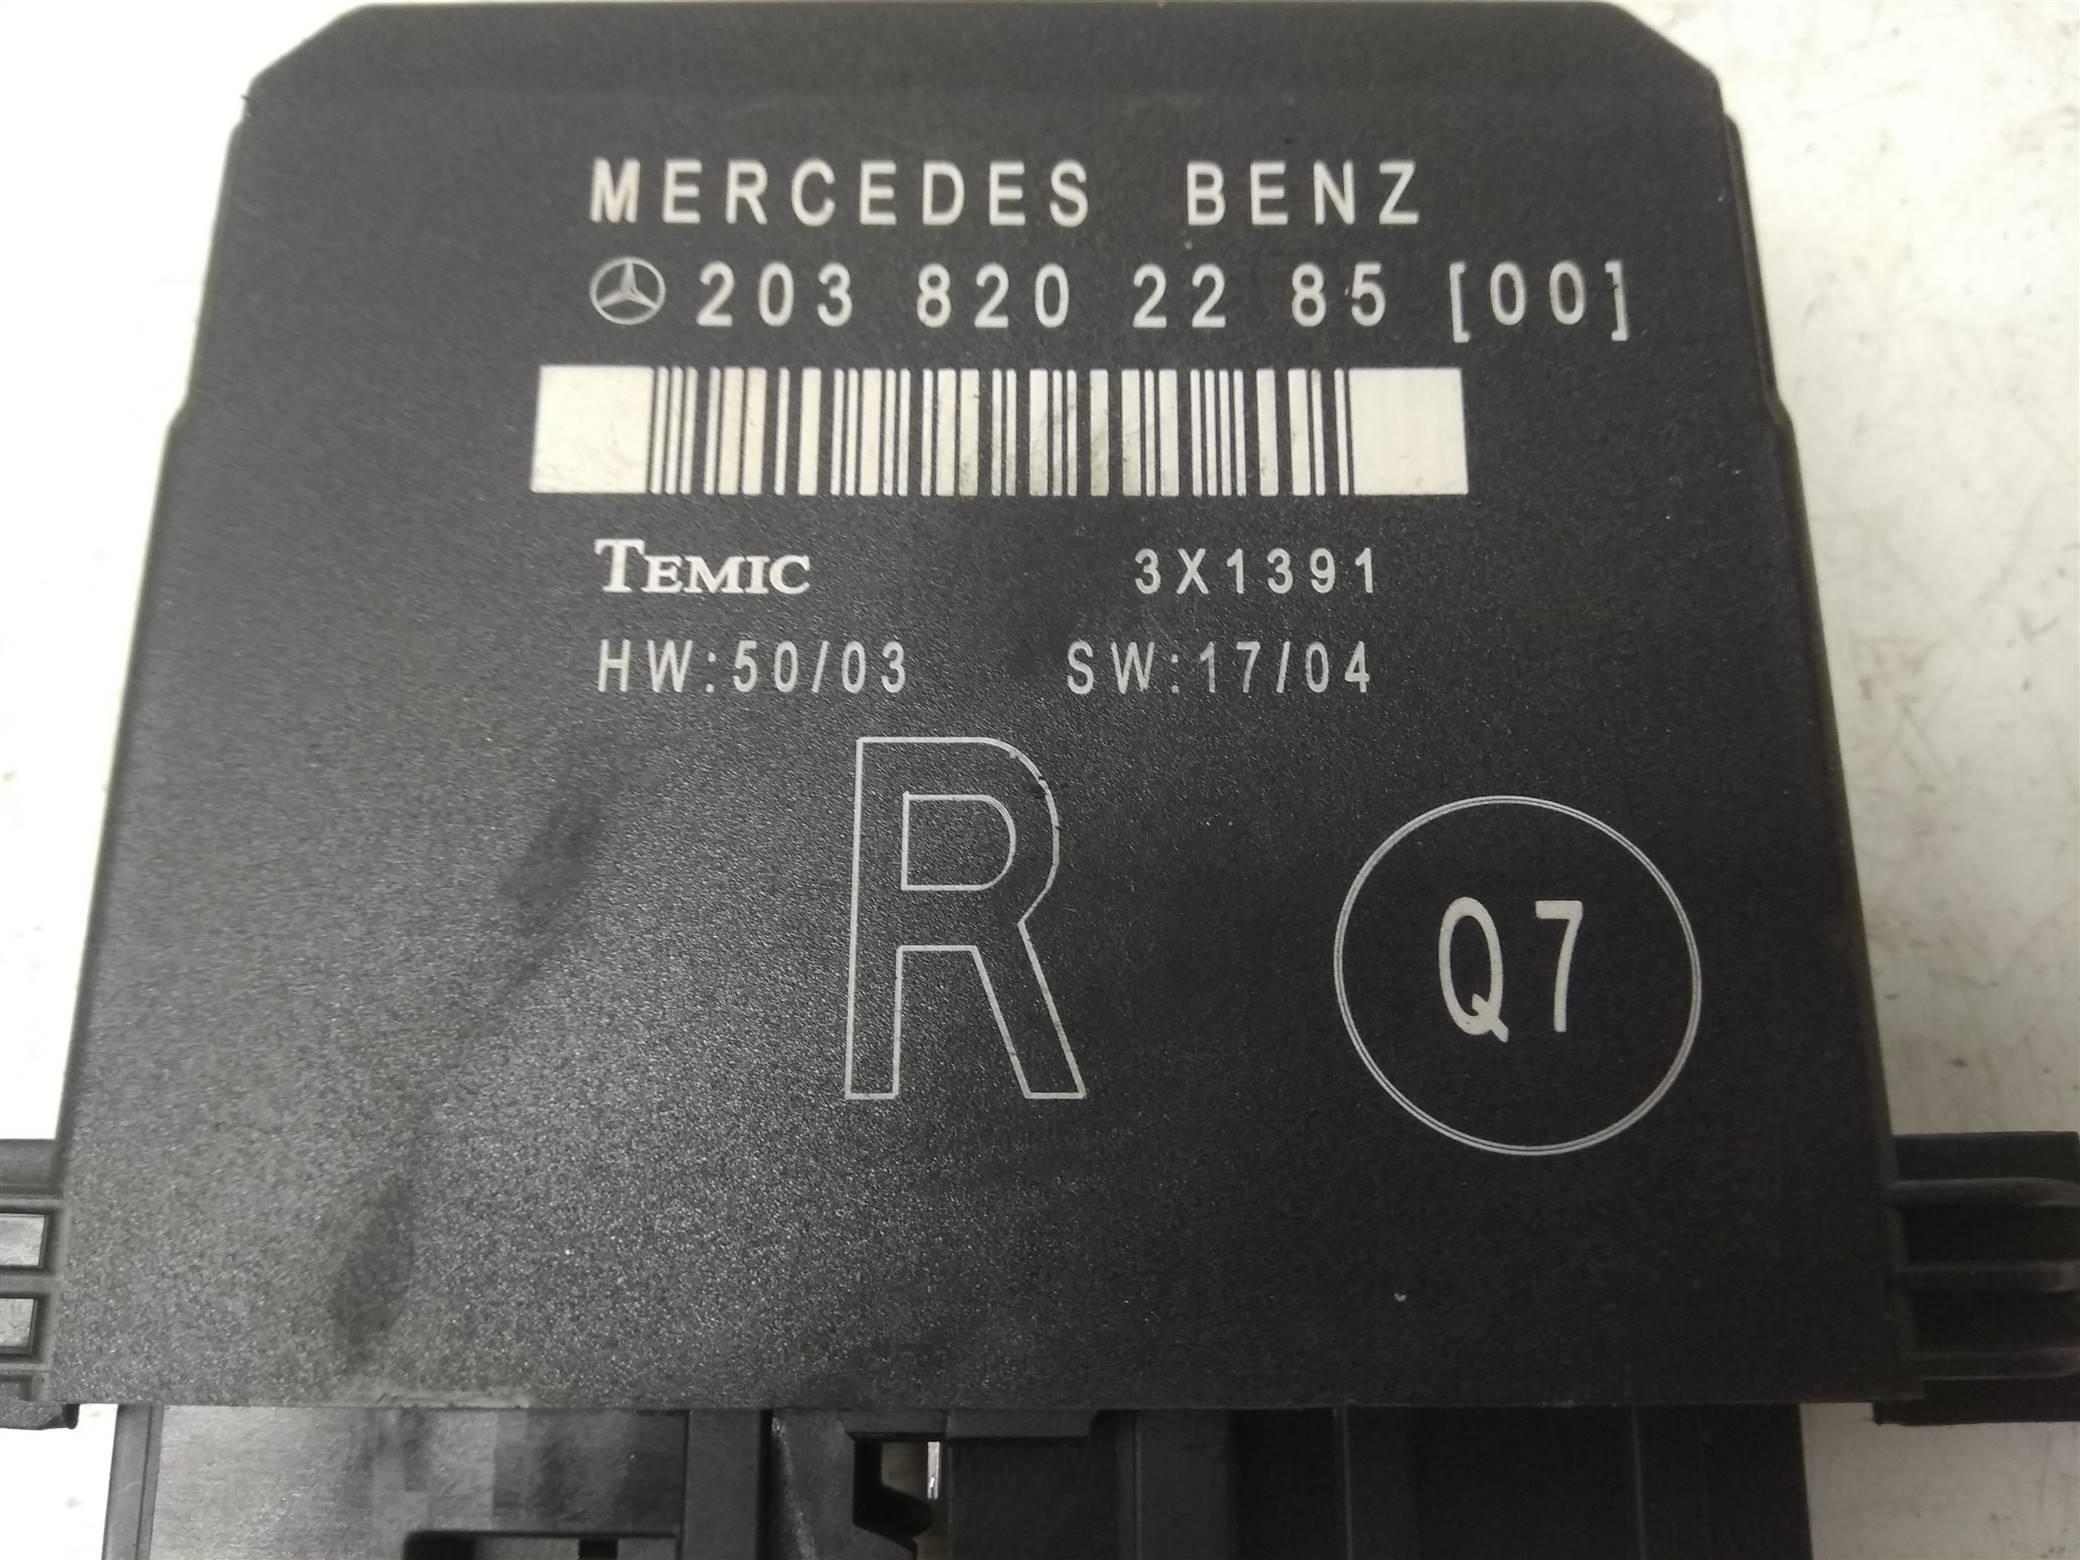 MERCEDES BENZ
203 820 22 85 [00]
TEMIC 3X1391
HW:50/03 SW:17/04
R
Q7